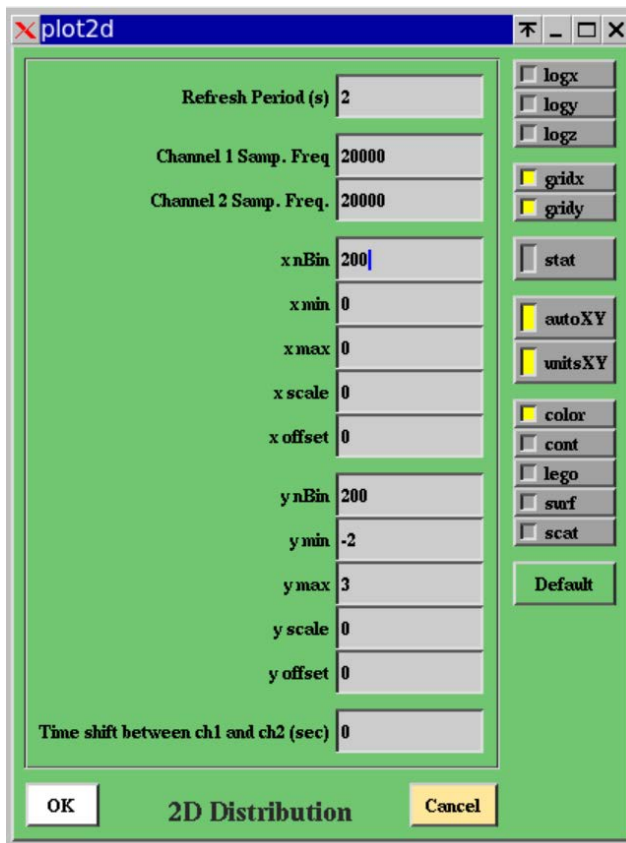 plot2d
Refresh Period (s) 2
Channel 1 Samp. Freq 20000
Channel 2 Samp. Freq. 20000
x nBin 200
x min 0
x max 0
x scale 0
x offset 0
y nBin 200
y min -2
y max 3
y scale 0
y offset 0
Time shift between ch1 and ch2 (sec) 0
logx
logy
logz
gridx
gridy
stat
autoXY
unitsXY
color
cont
lego
surf
scat
Default
OK
2D Distribution
Cancel